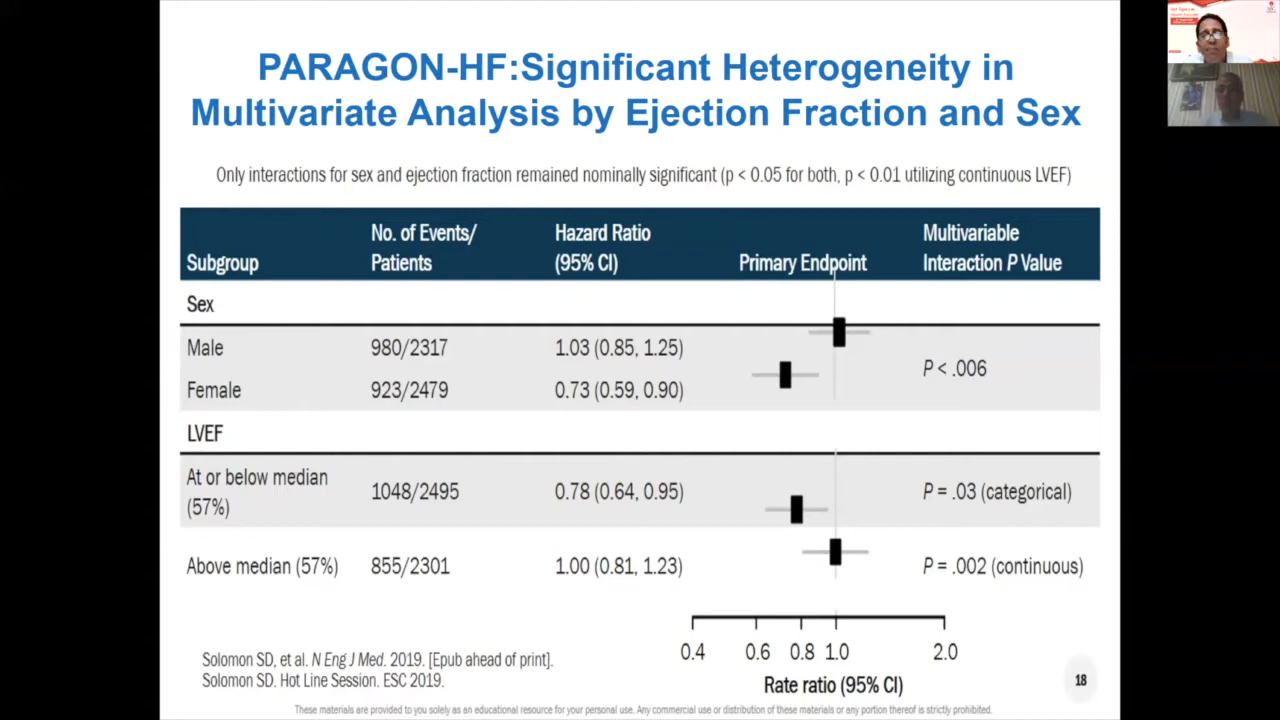 PARAGON-HF:Significant Heterogeneity in
Multivariate Analysis by Ejection Fraction and Sex
Only interactions for sex and ejection fraction remained nominally significant (p < 0.05 for both, p < 0.01 utilizing continuous LVEF)
Subgroup No. of Events/ Patients Hazard Ratio (95% CI) Primary Endpoint Multivariable Interaction P Value
Sex
Male 980/2317 1.03 (0.85, 1.25)
P < .006
Female 923/2479 0.73 (0.59, 0.90)
LVEF
At or below median (57%) 1048/2495 0.78 (0.64, 0.95) P = .03 (categorical)
Above median (57%) 855/2301 1.00 (0.81, 1.23) P = .002 (continuous)
0.4 0.6 0.8 1.0 2.0
Rate ratio (95% CI)
Solomon SD, et al. N Eng J Med. 2019. [Epub ahead of print].
Solomon SD. Hot Line Session. ESC 2019.
18
These materials are provided to you solely as an educational resource for your personal use. Any commercial use or distribution of these materials or any portion thereof is strictly prohibited.